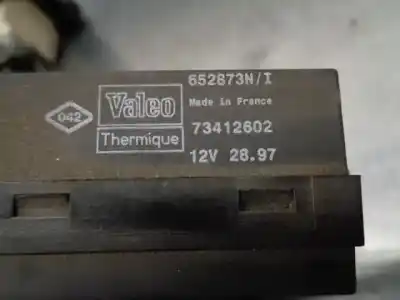 652873N/I
Valeo
Made in France
042
73412602
Thermique
12V 28.97